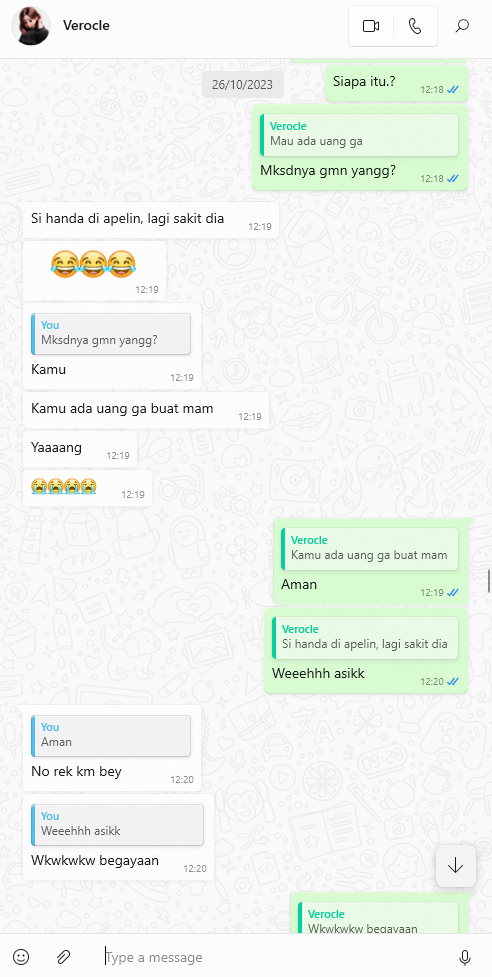 Verocle
26/10/2023
Siapa itu.?
12:18
Verocle
Mau ada uang ga
Mksdnya gmn yangg?
12:18
Si handa di apelin, lagi sakit dia
12:19
12:19
You
Mksdnya gmn yangg?
Kamu
12:19
Kamu ada uang ga buat mam
12:19
Yaaaang
12:19
12:19
Verocle
Kamu ada uang ga buat mam
Aman
12:19
Verocle
Si handa di apelin, lagi sakit dia
Weeehhh asikk
12:20
You
Aman
No rek km bey
12:20
You
Weeehhh asikk
Wkwkwkw begayaan
12:20
Verocle
Wkwkwkw begayaan
Type a message